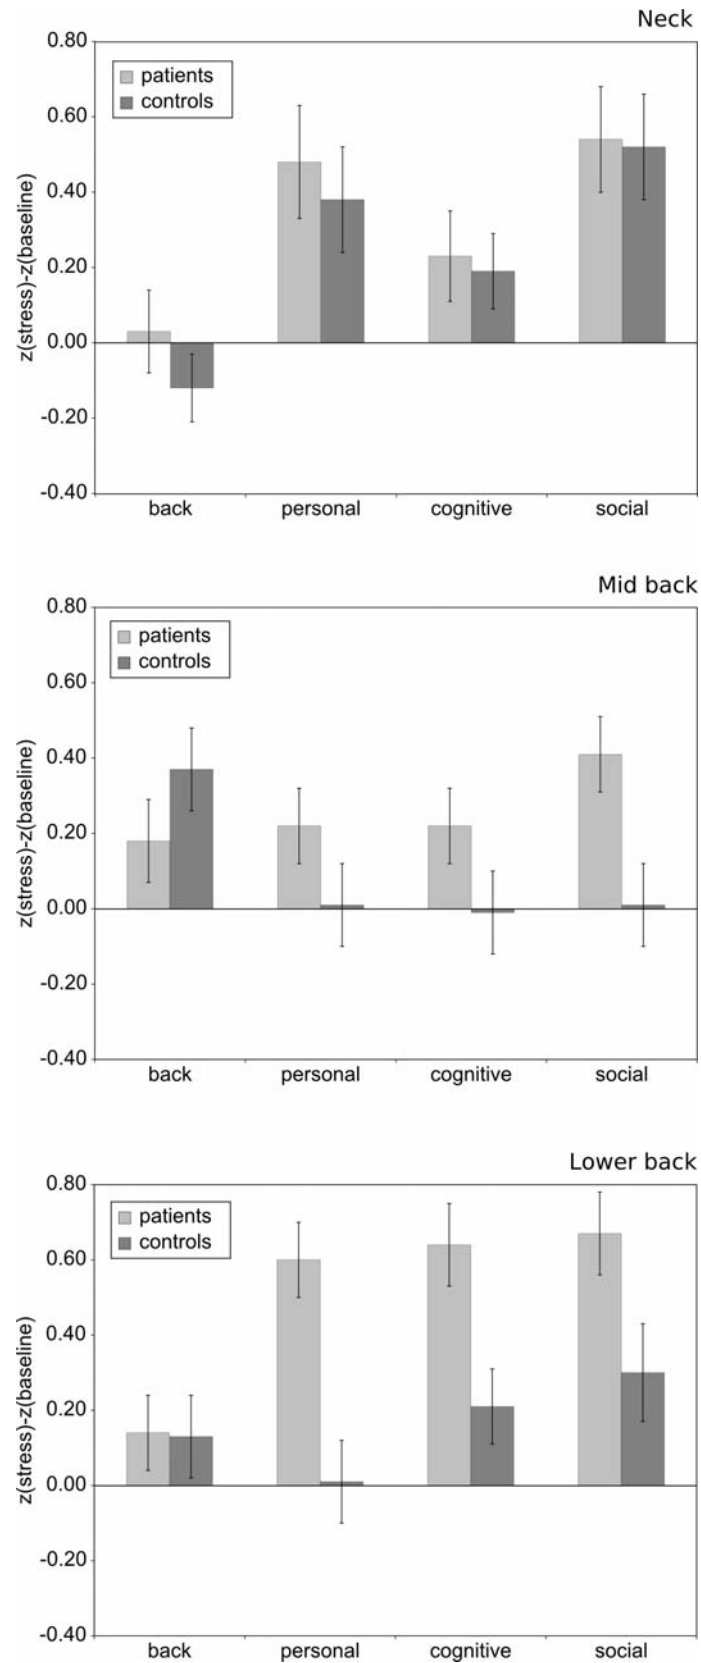 Neck
0.80
0.60
0.40
0.20
0.00
-0.20
-0.40
z(stress)-z(baseline)
patients
controls
back personal cognitive social
Mid back
0.80
0.60
0.40
0.20
0.00
-0.20
-0.40
z(stress)-z(baseline)
patients
controls
back personal cognitive social
Lower back
0.80
0.60
0.40
0.20
0.00
-0.20
-0.40
z(stress)-z(baseline)
patients
controls
back personal cognitive social